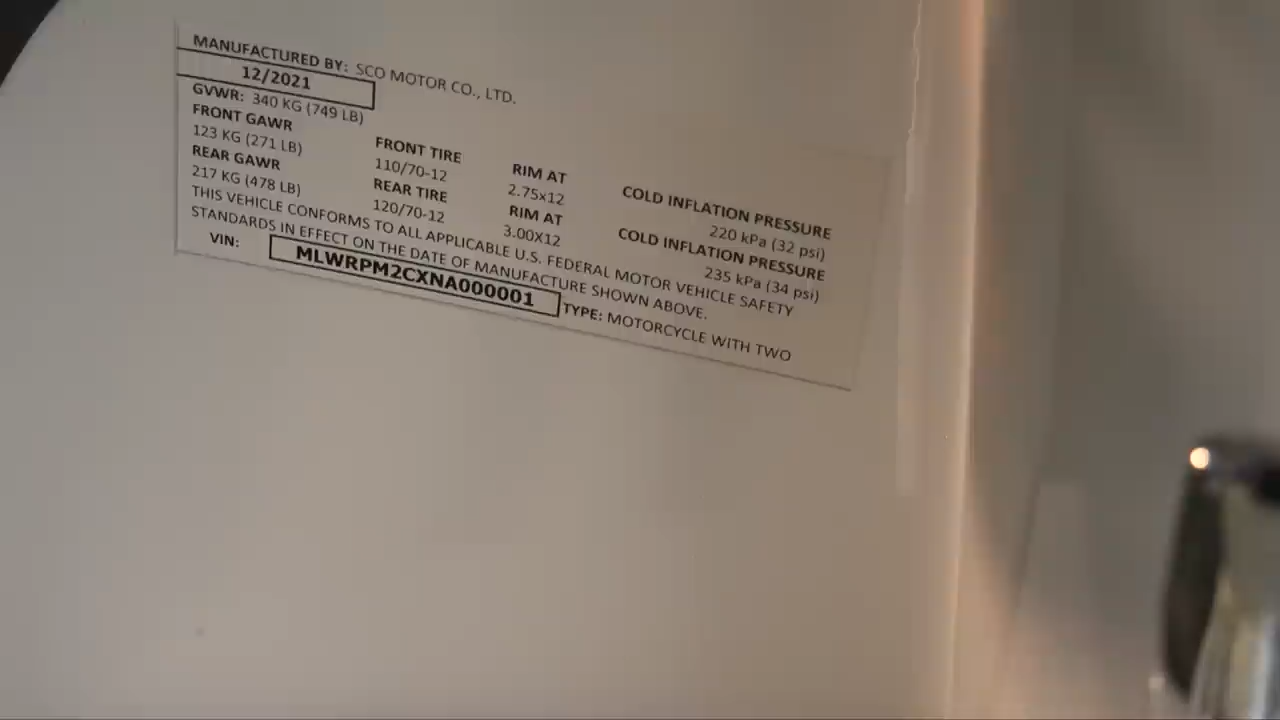 MANUFACTURED BY: SCO MOTOR CO., LTD.
12/2021
GVWR: 340 KG (749 LB)
FRONT GAWR FRONT TIRE RIM AT COLD INFLATION PRESSURE
123 KG (271 LB) 110/70-12 2.75x12 220 kPa (32 psi)
REAR GAWR REAR TIRE RIM AT COLD INFLATION PRESSURE
217 KG (478 LB) 120/70-12 3.00X12 235 kPa (34 psi)
THIS VEHICLE CONFORMS TO ALL APPLICABLE U.S. FEDERAL MOTOR VEHICLE SAFETY
STANDARDS IN EFFECT ON THE DATE OF MANUFACTURE SHOWN ABOVE.
VIN: MLWRPM2CXNA000001 TYPE: MOTORCYCLE WITH TWO